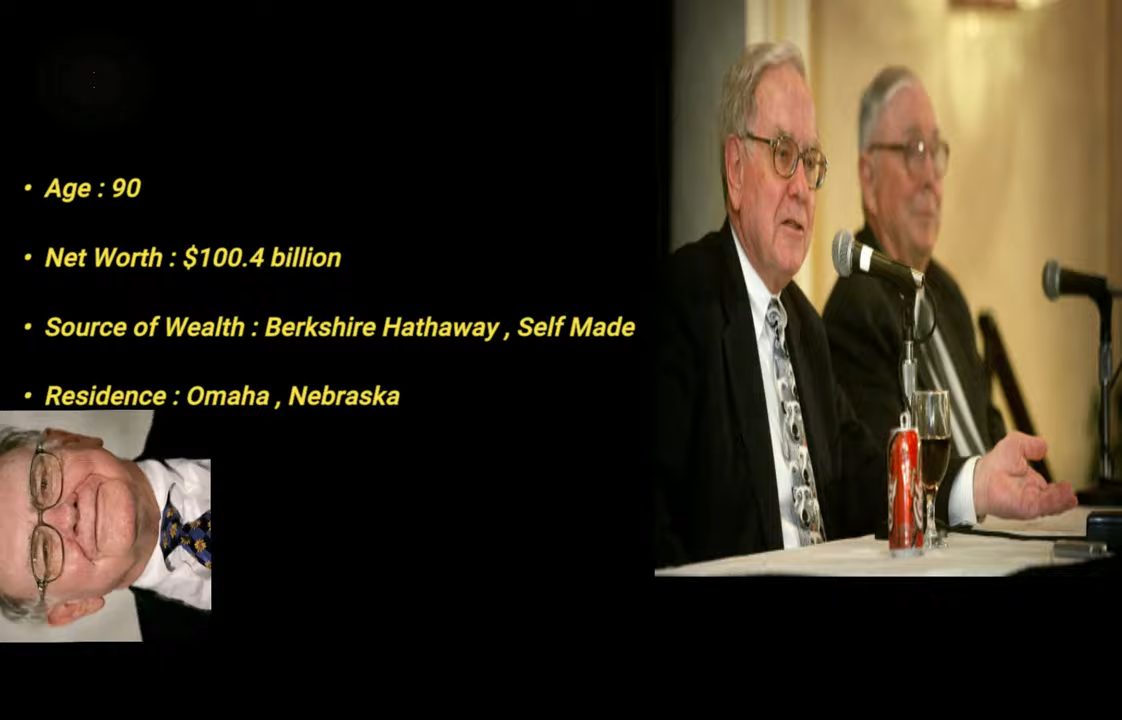 • Age : 90
• Net Worth : $100.4 billion
• Source of Wealth : Berkshire Hathaway , Self Made
• Residence : Omaha , Nebraska